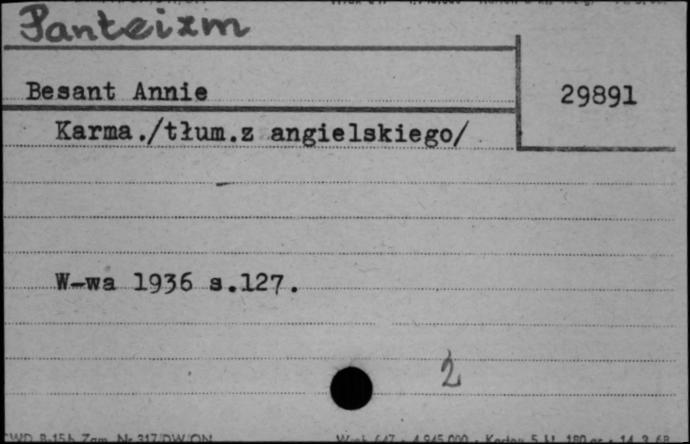 Panteizm
Besant Annie
29891
Karma./tłum.z angielskiego/
W-wa 1936 s.127.
2